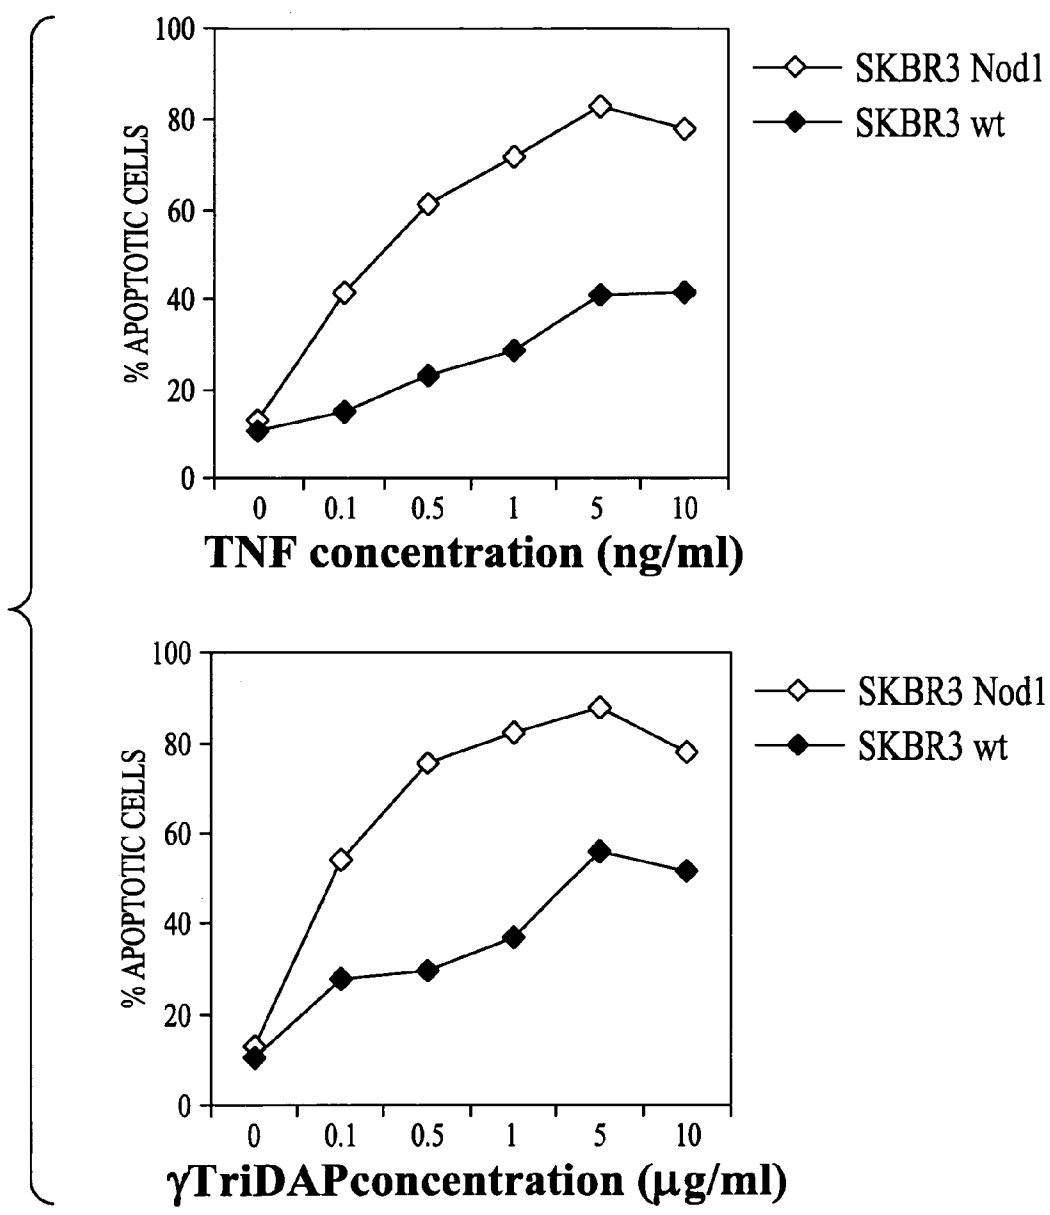 100
80
60
40
20
0
% APOPTOTIC CELLS
0 0.1 0.5 1 5 10
TNF concentration (ng/ml)
SKBR3 Nod1
SKBR3 wt
100
80
60
40
20
0
% APOPTOTIC CELLS
0 0.1 0.5 1 5 10
γTriDAPconcentration (μg/ml)
SKBR3 Nod1
SKBR3 wt